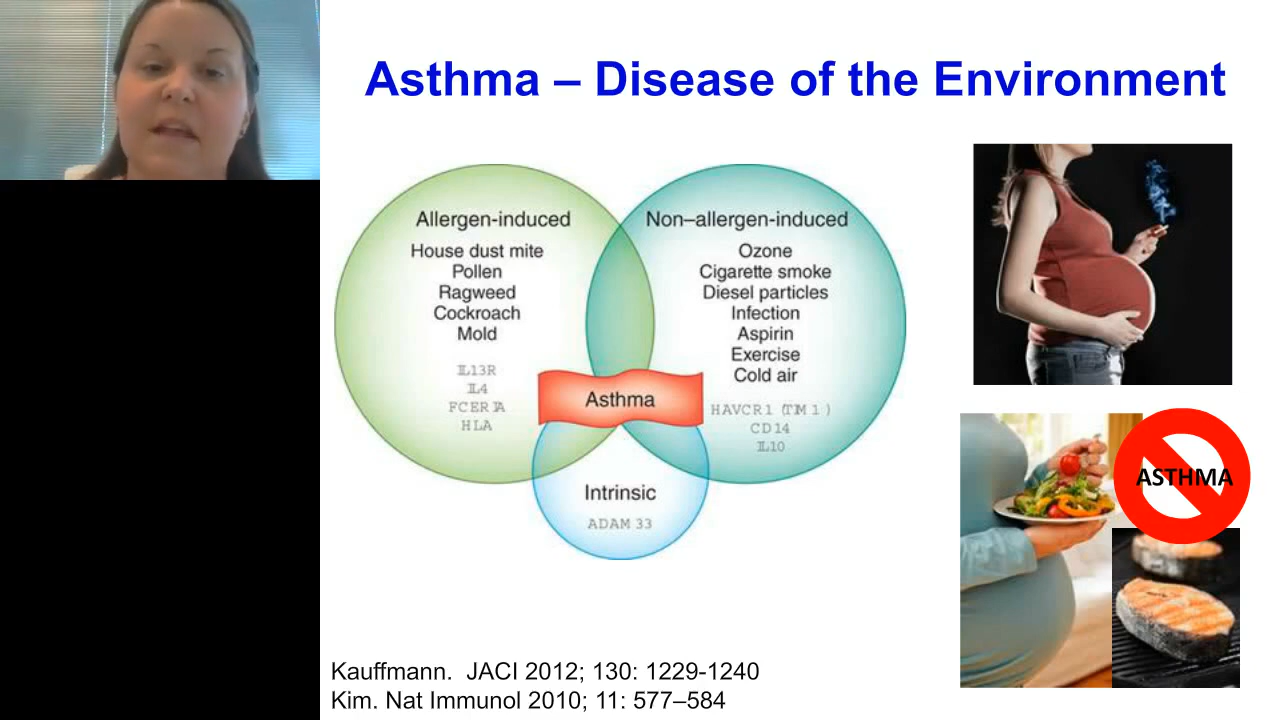 Asthma – Disease of the Environment
Allergen-induced
House dust mite
Pollen
Ragweed
Cockroach
Mold
IL13R
IL4
FCER1A
HLA
Non–allergen-induced
Ozone
Cigarette smoke
Diesel particles
Infection
Aspirin
Exercise
Cold air
HAVCR1 (TIM1)
CD14
IL10
Asthma
Intrinsic
ADAM 33
ASTHMA
Kauffmann. JACI 2012; 130: 1229-1240
Kim. Nat Immunol 2010; 11: 577–584